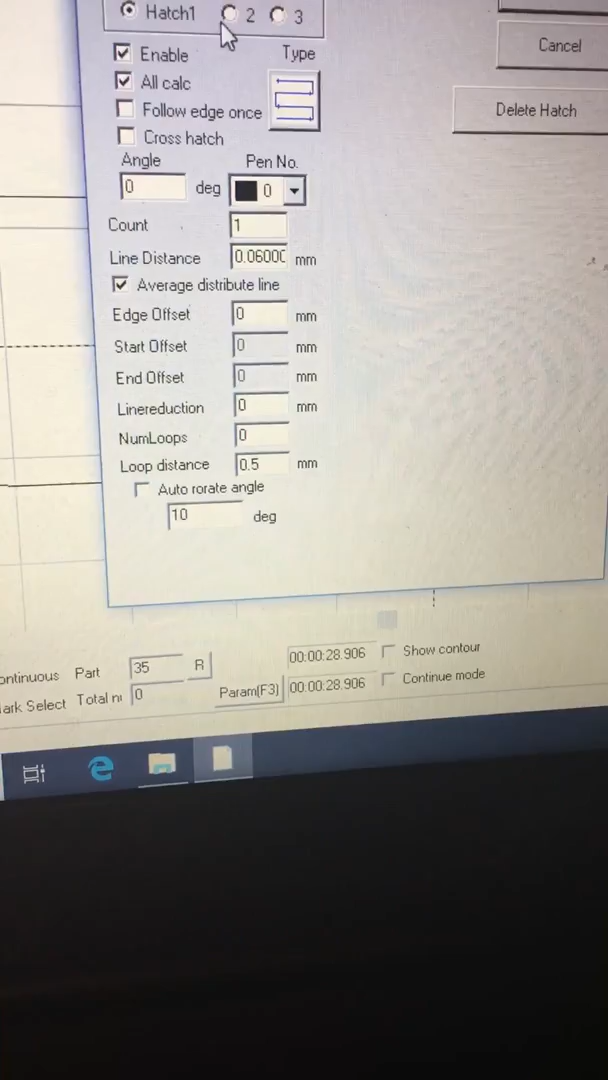 Hatch1 2 3
Enable Type
Cancel
All calc
Follow edge once
Delete Hatch
Cross hatch
Angle Pen No.
0 deg 0
Count 1
Line Distance 0.0600 mm
Average distribute line
Edge Offset 0 mm
Start Offset 0 mm
End Offset 0 mm
Linereduction 0 mm
NumLoops 0
Loop distance 0.5 mm
Auto rorate angle
10 deg
ontinuous Part 35 R 00:00:28.906 Show contour
ark Select Total n 0 Param(F3) 00:00:28.906 Continue mode